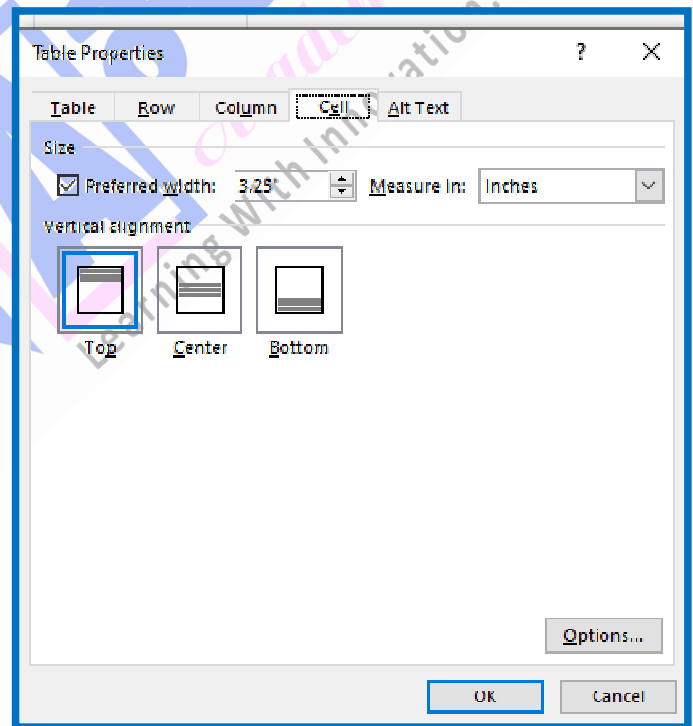 Table Properties ? X
Table Row Column Cell Alt Text
Size
Preferred width: 3.25" Measure in: Inches
Vertical alignment
Top Center Bottom
Learning With Innovation.
Options...
OK Cancel